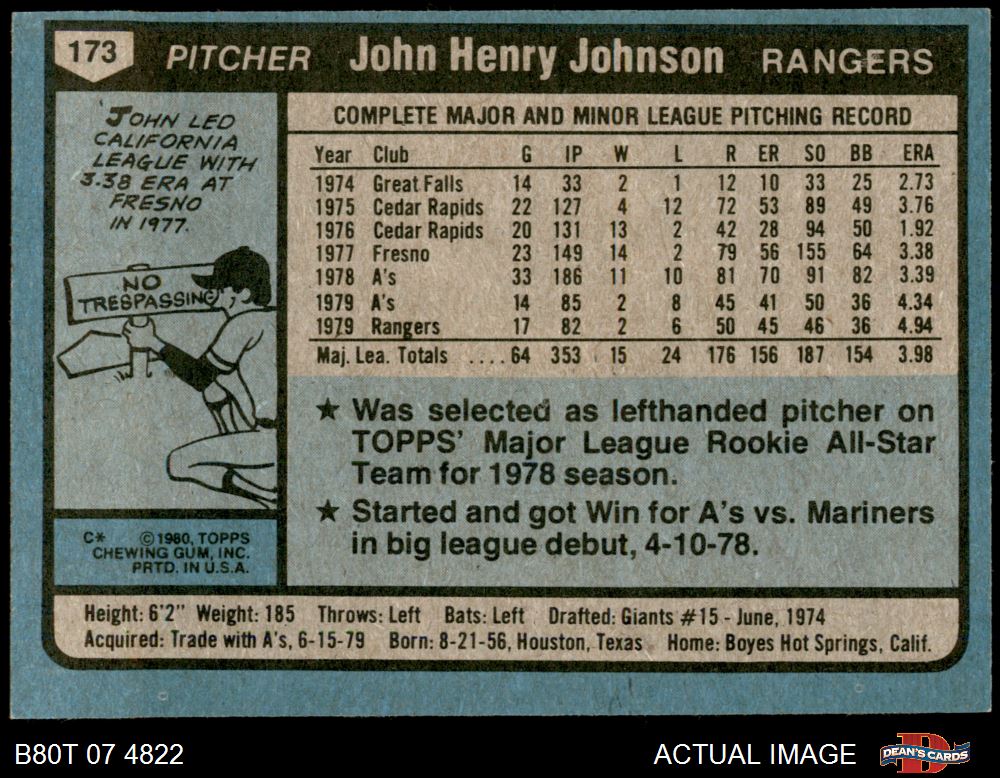 173 PITCHER John Henry Johnson RANGERS
JOHN LED
CALIFORNIA
LEAGUE WITH
3.38 ERA AT
FRESNO
IN 1977.
NO
TRESPASSING
C* ©1980, TOPPS
CHEWING GUM, INC.
PRTD. IN U.S.A.
COMPLETE MAJOR AND MINOR LEAGUE PITCHING RECORD
Year Club G IP W L R ER SO BB ERA
1974 Great Falls 14 33 2 1 12 10 33 25 2.73
1975 Cedar Rapids 22 127 4 12 72 53 89 49 3.76
1976 Cedar Rapids 20 131 13 2 42 28 94 50 1.92
1977 Fresno 23 149 14 2 79 56 155 64 3.38
1978 A's 33 186 11 10 81 70 91 82 3.39
1979 A's 14 85 2 8 45 41 50 36 4.34
1979 Rangers 17 82 2 6 50 45 46 36 4.94
Maj. Lea. Totals .... 64 353 15 24 176 156 187 154 3.98
★ Was selected as lefthanded pitcher on
TOPPS' Major League Rookie All-Star
Team for 1978 season.
★ Started and got Win for A's vs. Mariners
in big league debut, 4-10-78.
Height: 6'2" Weight: 185 Throws: Left Bats: Left Drafted: Giants #15 - June, 1974
Acquired: Trade with A's, 6-15-79 Born: 8-21-56, Houston, Texas Home: Boyes Hot Springs, Calif.
B80T 07 4822 ACTUAL IMAGE D DEAN'S CARDS